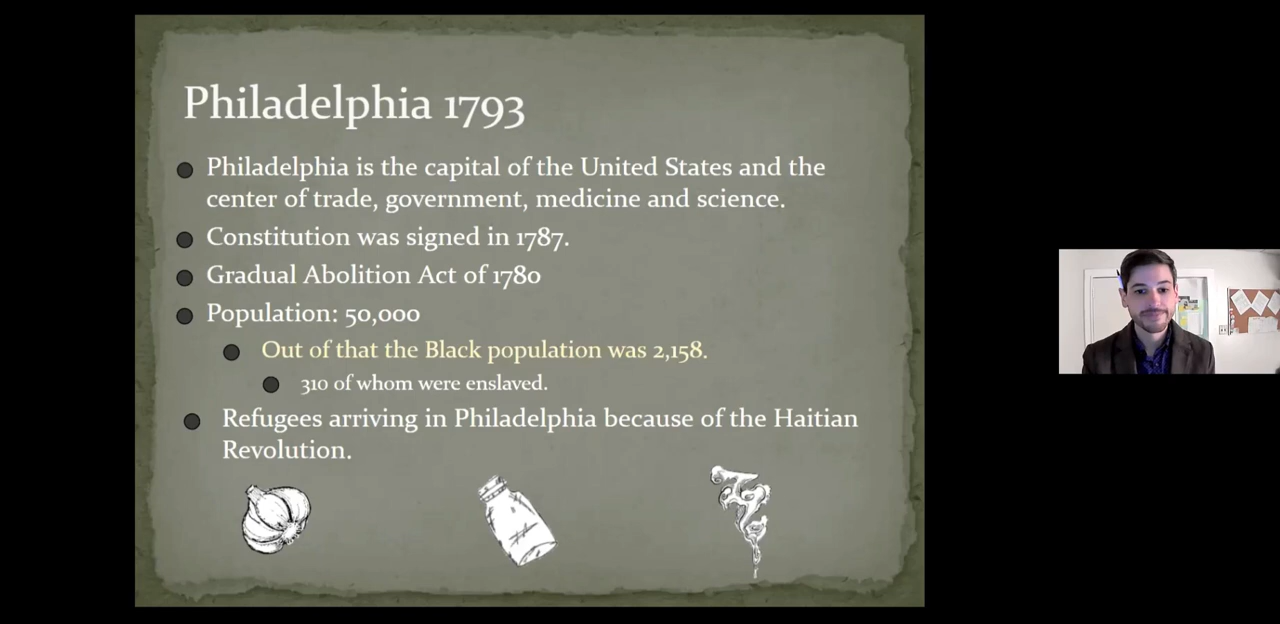 Philadelphia 1793
Philadelphia is the capital of the United States and the
center of trade, government, medicine and science.
Constitution was signed in 1787.
Gradual Abolition Act of 1780
Population: 50,000
Out of that the Black population was 2,158.
310 of whom were enslaved.
Refugees arriving in Philadelphia because of the Haitian
Revolution.